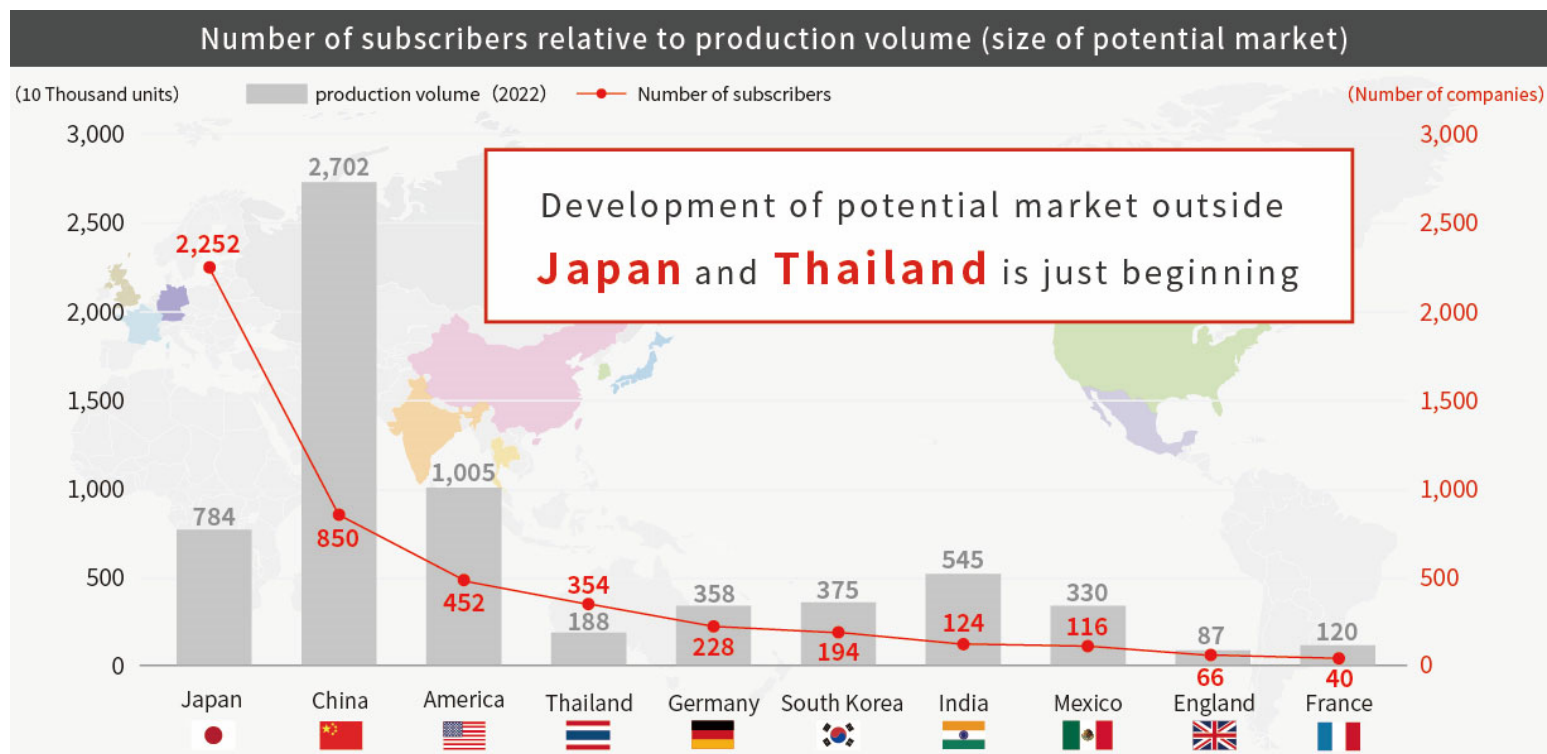 Number of subscribers relative to production volume (size of potential market)
(10 Thousand units)
production volume (2022)
Number of subscribers
(Number of companies)
Development of potential market outside
Japan and Thailand is just beginning
3,000
2,500
2,000
1,500
1,000
500
0
3,000
2,500
2,000
1,500
1,000
500
0
784
2,702
1,005
188
358
375
545
330
87
120
2,252
850
452
354
228
194
124
116
66
40
Japan
China
America
Thailand
Germany
South Korea
India
Mexico
England
France